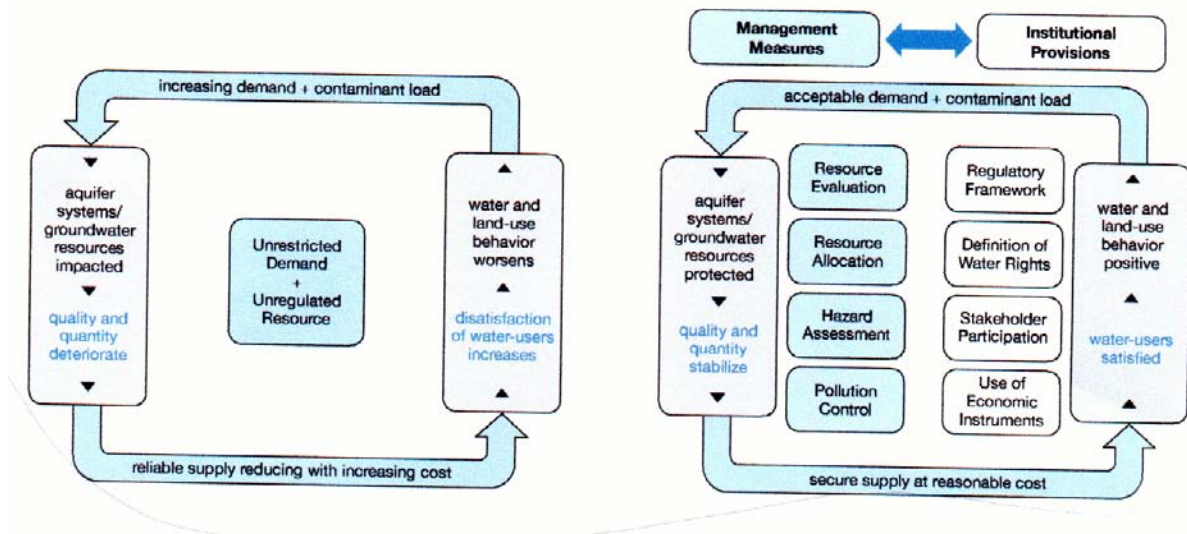 increasing demand + contaminant load
aquifer
systems/
groundwater
resources
impacted
quality and
quantity
deteriorate
Unrestricted
Demand
+
Unregulated
Resource
water and
land-use
behavior
worsens
disatisfaction
of water-users
increases
reliable supply reducing with increasing cost
Management
Measures
Institutional
Provisions
acceptable demand + contaminant load
aquifer
systems/
groundwater
resources
protected
quality and
quantity
stabilize
Resource
Evaluation
Resource
Allocation
Hazard
Assessment
Pollution
Control
Regulatory
Framework
Definition of
Water Rights
Stakeholder
Participation
Use of
Economic
Instruments
water and
land-use
behavior
positive
water-users
satisfied
secure supply at reasonable cost